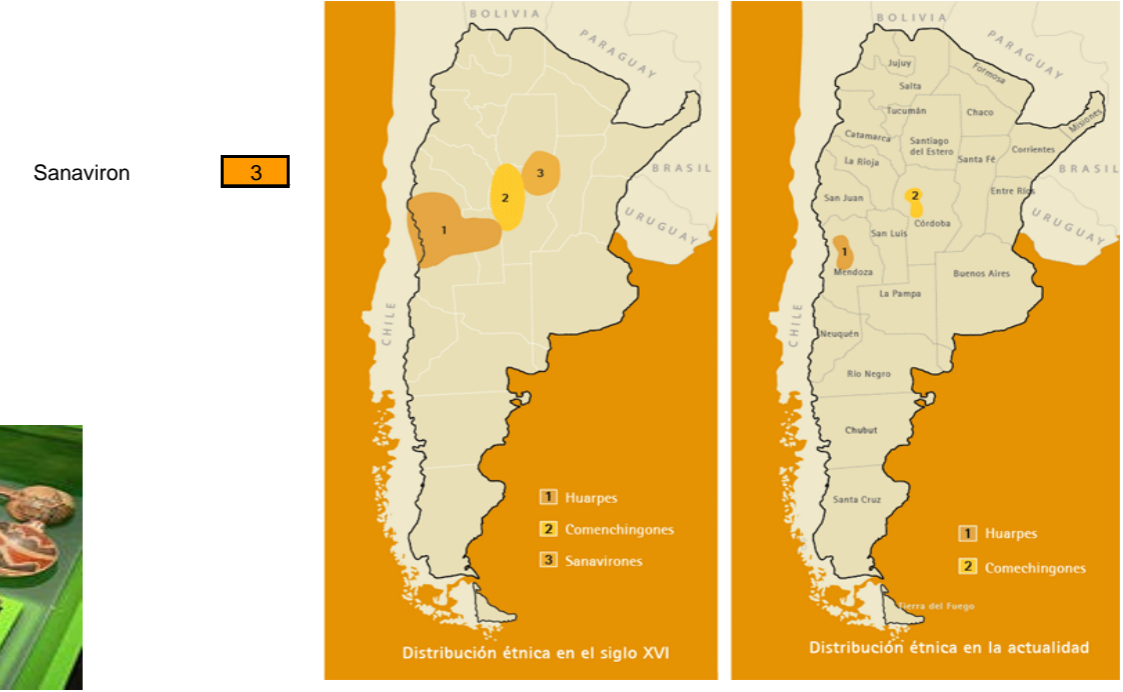 Sanaviron
3
BOLIVIA
PARAGUAY
BRASIL
URUGUAY
CHILE
3
2
1
1 Huarpes
2 Comenchingones
3 Sanavirones
Distribución étnica en el siglo XVI
BOLIVIA
PARAGUAY
Jujuy
Formosa
Salta
Tucumán
Chaco
Misiones
Catamarca
Santiago
del Estero
Corrientes
Santa Fé
La Rioja
BRASIL
San Juan
2
Entre Rios
Córdoba
URUGUAY
San Luis
1
Mendoza
Buenos Aires
La Pampa
CHILE
Neuquén
Río Negro
Chubut
Santa Cruz
1 Huarpes
2 Comechingones
Tierra del Fuego
Distribución étnica en la actualidad